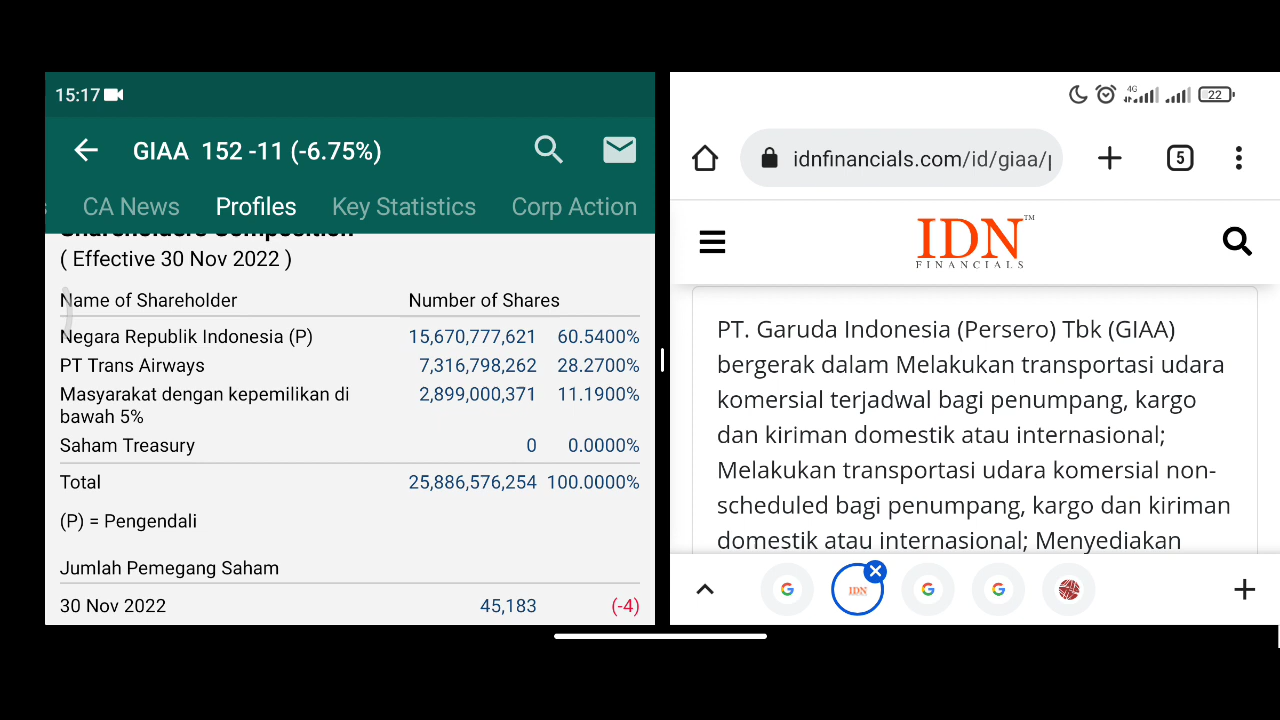 15:17
GIAA 152 -11 (-6.75%)
CA News Profiles Key Statistics Corp Action
Shareholders Composition
( Effective 30 Nov 2022 )
Name of Shareholder Number of Shares
Negara Republik Indonesia (P) 15,670,777,621 60.5400%
PT Trans Airways 7,316,798,262 28.2700%
Masyarakat dengan kepemilikan di 2,899,000,371 11.1900%
bawah 5%
Saham Treasury 0 0.0000%
Total 25,886,576,254 100.0000%
(P) = Pengendali
Jumlah Pemegang Saham
30 Nov 2022 45,183 (-4)
4G 22
idnfinancials.com/id/giaa/
5
IDN™
FINANCIALS
PT. Garuda Indonesia (Persero) Tbk (GIAA)
bergerak dalam Melakukan transportasi udara
komersial terjadwal bagi penumpang, kargo
dan kiriman domestik atau internasional;
Melakukan transportasi udara komersial non-
scheduled bagi penumpang, kargo dan kiriman
domestik atau internasional; Menyediakan
IDN